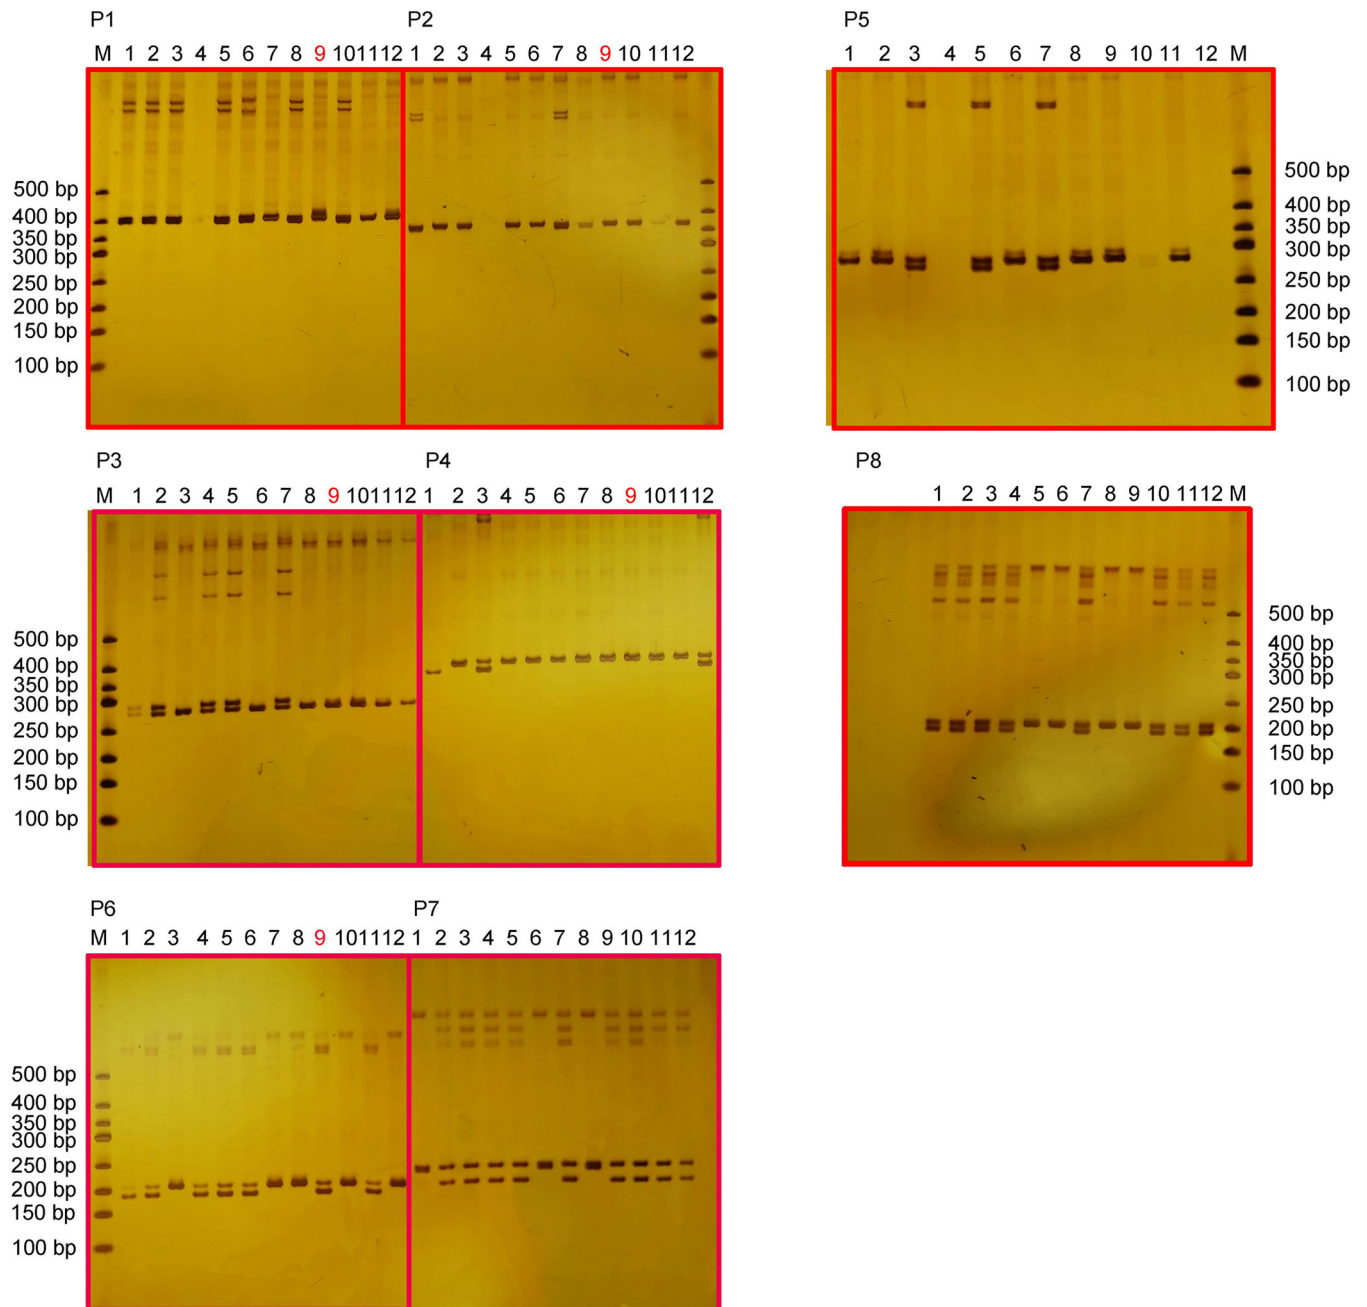 P1
M 1 2 3 4 5 6 7 8 9 10 11 12
500 bp
400 bp
350 bp
300 bp
250 bp
200 bp
150 bp
100 bp
P2
1 2 3 4 5 6 7 8 9 10 11 12
P5
1 2 3 4 5 6 7 8 9 10 11 12 M
500 bp
400 bp
350 bp
300 bp
250 bp
200 bp
150 bp
100 bp
P3
M 1 2 3 4 5 6 7 8 9 10 11 12
500 bp
400 bp
350 bp
300 bp
250 bp
200 bp
150 bp
100 bp
P4
1 2 3 4 5 6 7 8 9 10 11 12
P8
1 2 3 4 5 6 7 8 9 10 11 12 M
500 bp
400 bp
350 bp
300 bp
250 bp
200 bp
150 bp
100 bp
P6
M 1 2 3 4 5 6 7 8 9 10 11 12
500 bp
400 bp
350 bp
300 bp
250 bp
200 bp
150 bp
100 bp
P7
1 2 3 4 5 6 7 8 9 10 11 12